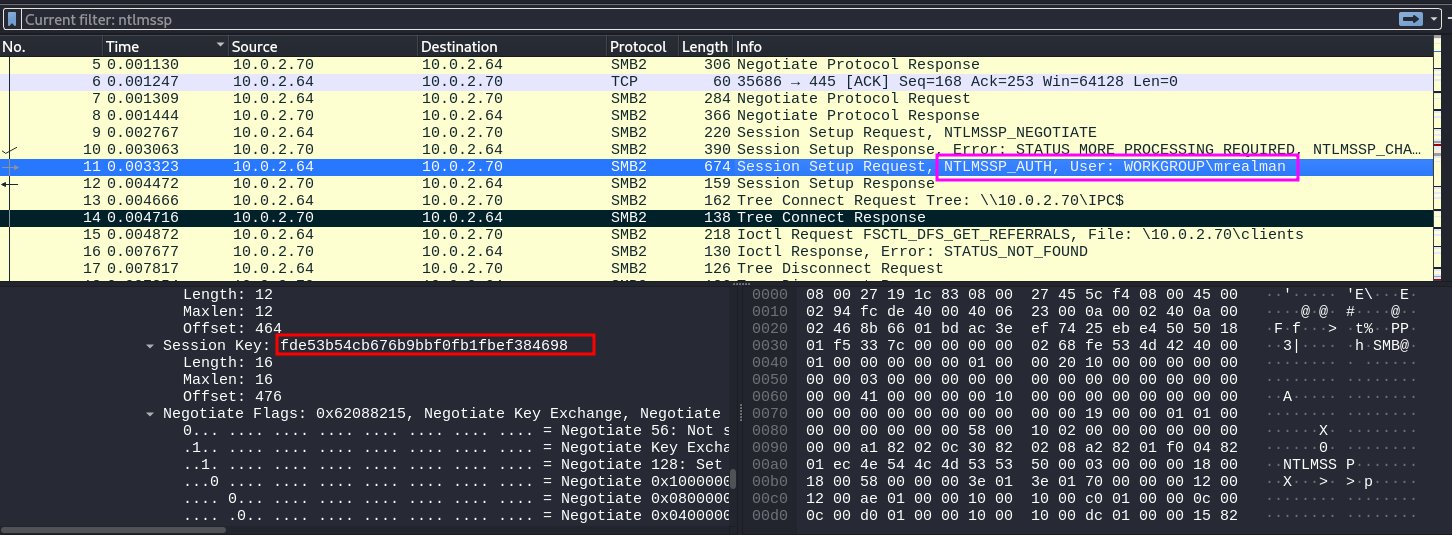 Current filter: ntlmssp
No. Time Source Destination Protocol Length Info
5 0.001130 10.0.2.70 10.0.2.64 SMB2 306 Negotiate Protocol Response
6 0.001247 10.0.2.64 10.0.2.70 TCP 60 35686 → 445 [ACK] Seq=168 Ack=253 Win=64128 Len=0
7 0.001309 10.0.2.64 10.0.2.70 SMB2 284 Negotiate Protocol Request
8 0.001444 10.0.2.70 10.0.2.64 SMB2 366 Negotiate Protocol Response
9 0.002767 10.0.2.64 10.0.2.70 SMB2 220 Session Setup Request, NTLMSSP_NEGOTIATE
10 0.003063 10.0.2.70 10.0.2.64 SMB2 390 Session Setup Response, Error: STATUS_MORE_PROCESSING_REQUIRED, NTLMSSP_CHA…
11 0.003323 10.0.2.64 10.0.2.70 SMB2 674 Session Setup Request, NTLMSSP_AUTH, User: WORKGROUP\mrealman
12 0.004472 10.0.2.70 10.0.2.64 SMB2 159 Session Setup Response
13 0.004666 10.0.2.64 10.0.2.70 SMB2 162 Tree Connect Request Tree: \\10.0.2.70\IPC$
14 0.004716 10.0.2.70 10.0.2.64 SMB2 138 Tree Connect Response
15 0.004872 10.0.2.64 10.0.2.70 SMB2 218 Ioctl Request FSCTL_DFS_GET_REFERRALS, File: \10.0.2.70\clients
16 0.007677 10.0.2.70 10.0.2.64 SMB2 130 Ioctl Response, Error: STATUS_NOT_FOUND
17 0.007817 10.0.2.64 10.0.2.70 SMB2 126 Tree Disconnect Request
Length: 12
Maxlen: 12
Offset: 464
Session Key: fde53b54cb676b9bbf0fb1fbef384698
Length: 16
Maxlen: 16
Offset: 476
Negotiate Flags: 0x62088215, Negotiate Key Exchange, Negotiate
0... .... .... .... .... .... .... .... = Negotiate 56: Not s
.1.. .... .... .... .... .... .... .... = Negotiate Key Excha
..1. .... .... .... .... .... .... .... = Negotiate 128: Set
...0 .... .... .... .... .... .... .... = Negotiate 0x1000000
.... 0... .... .... .... .... .... .... = Negotiate 0x0800000
.... .0.. .... .... .... .... .... .... = Negotiate 0x0400000
0000 08 00 27 19 1c 83 08 00 27 45 5c f4 08 00 45 00 ··'····· 'E\···E·
0010 02 94 fc de 40 00 40 06 23 00 0a 00 02 40 0a 00 ····@·@· #····@··
0020 02 46 8b 66 01 bd ac 3e ef 74 25 eb e4 50 50 18 ·F·f···> ·t%··PP·
0030 01 f5 33 7c 00 00 00 00 02 68 fe 53 4d 42 40 00 ··3|···· ·h·SMB@·
0040 01 00 00 00 00 00 01 00 00 20 10 00 00 00 00 00 ········ ········
0050 00 00 03 00 00 00 00 00 00 00 00 00 00 00 00 00 ········ ········
0060 00 00 41 00 00 00 00 10 00 00 00 00 00 00 00 00 ··A····· ········
0070 00 00 00 00 00 00 00 00 00 00 19 00 00 01 01 00 ········ ········
0080 00 00 00 00 00 00 58 00 10 02 00 00 00 00 00 00 ······X· ········
0090 00 00 a1 82 02 0c 30 82 02 08 a2 82 01 f0 04 82 ······0· ········
00a0 01 ec 4e 54 4c 4d 53 53 50 00 03 00 00 00 18 00 ··NTLMSS P·······
00b0 18 00 58 00 00 00 3e 01 3e 01 70 00 00 00 12 00 ··X···>· >·p·····
00c0 12 00 ae 01 00 00 10 00 10 00 c0 01 00 00 0c 00 ········ ········
00d0 0c 00 d0 01 00 00 10 00 10 00 dc 01 00 00 15 82 ········ ········